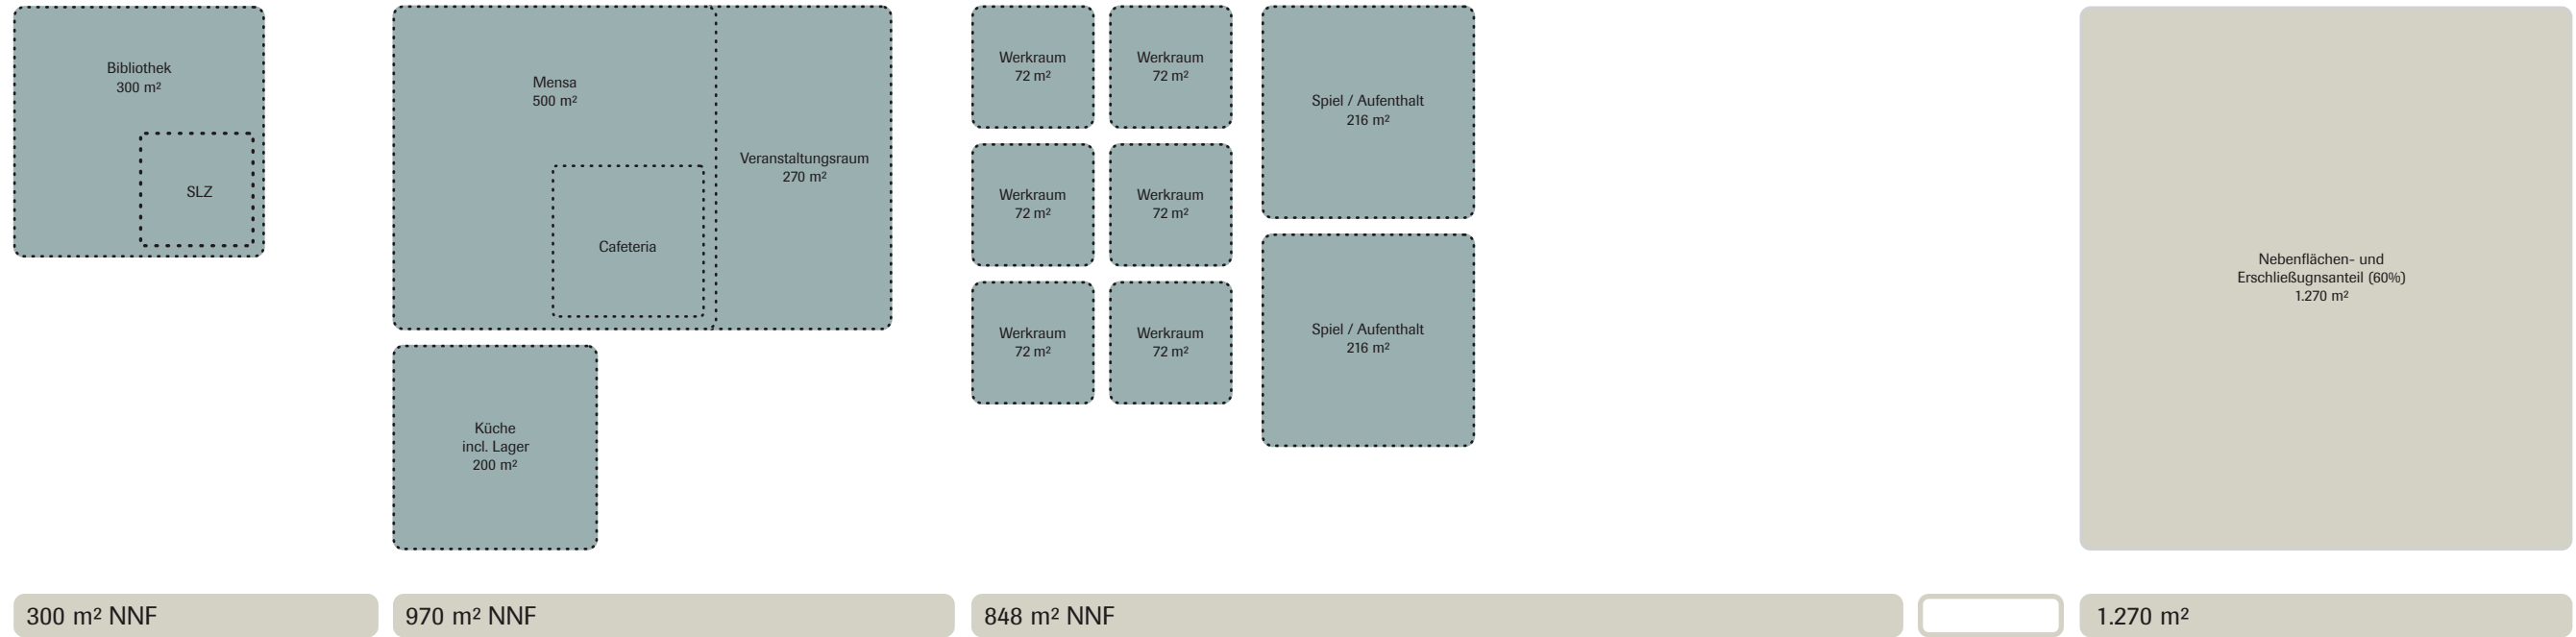 Bibliothek
300 m²
SLZ
Mensa
500 m²
Cafeteria
Veranstaltungsraum
270 m²
Küche
incl. Lager
200 m²
Werkraum
72 m²
Werkraum
72 m²
Werkraum
72 m²
Werkraum
72 m²
Werkraum
72 m²
Werkraum
72 m²
Spiel / Aufenthalt
216 m²
Spiel / Aufenthalt
216 m²
Nebenflächen- und
Erschließugnsanteil (60%)
1.270 m²
300 m² NNF
970 m² NNF
848 m² NNF
1.270 m²